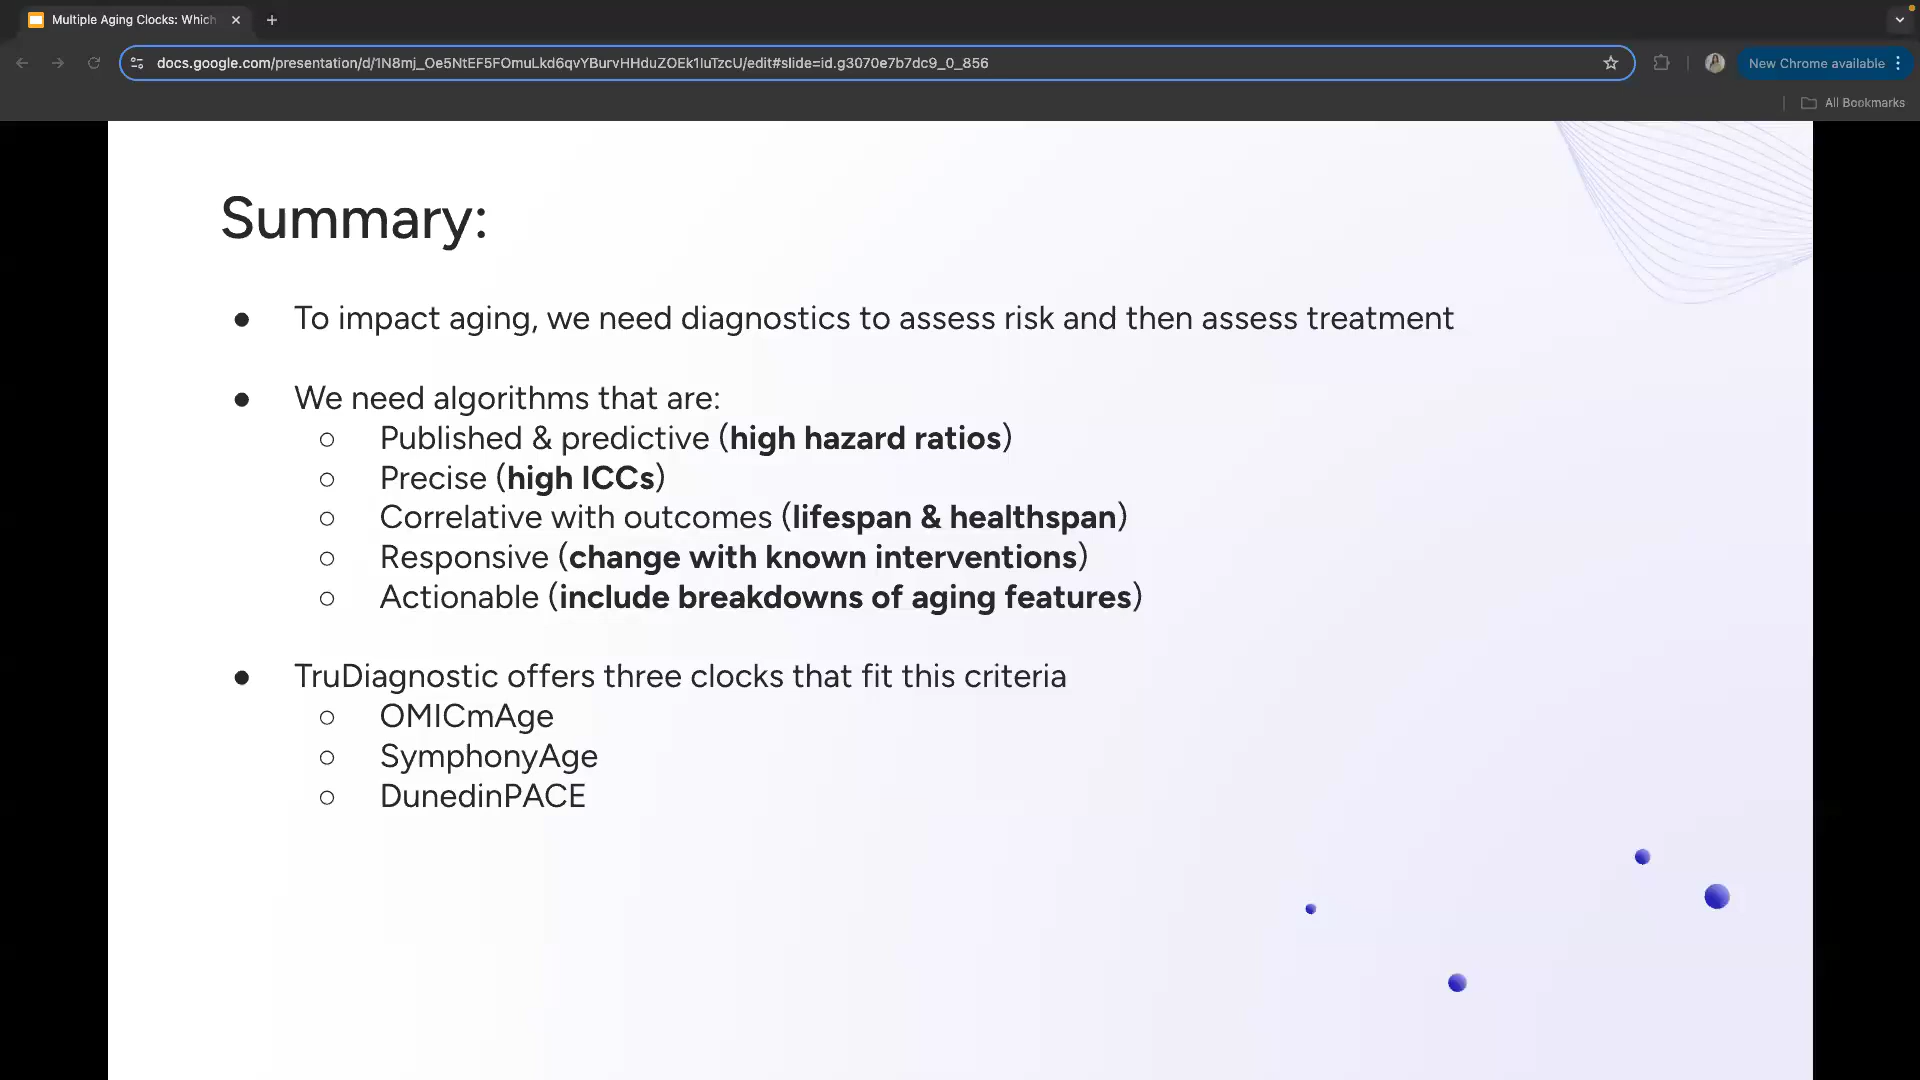 Multiple Aging Clocks: Which
docs.google.com/presentation/d/1N8mj_Oe5NtEF5FOmuLkd6qvYBurvHHduZOEk1IuTzcU/edit#slide=id.g3070e7b7dc9_0_856
New Chrome available
All Bookmarks
Summary:
● To impact aging, we need diagnostics to assess risk and then assess treatment
● We need algorithms that are:
○ Published & predictive (high hazard ratios)
○ Precise (high ICCs)
○ Correlative with outcomes (lifespan & healthspan)
○ Responsive (change with known interventions)
○ Actionable (include breakdowns of aging features)
● TruDiagnostic offers three clocks that fit this criteria
○ OMICmAge
○ SymphonyAge
○ DunedinPACE